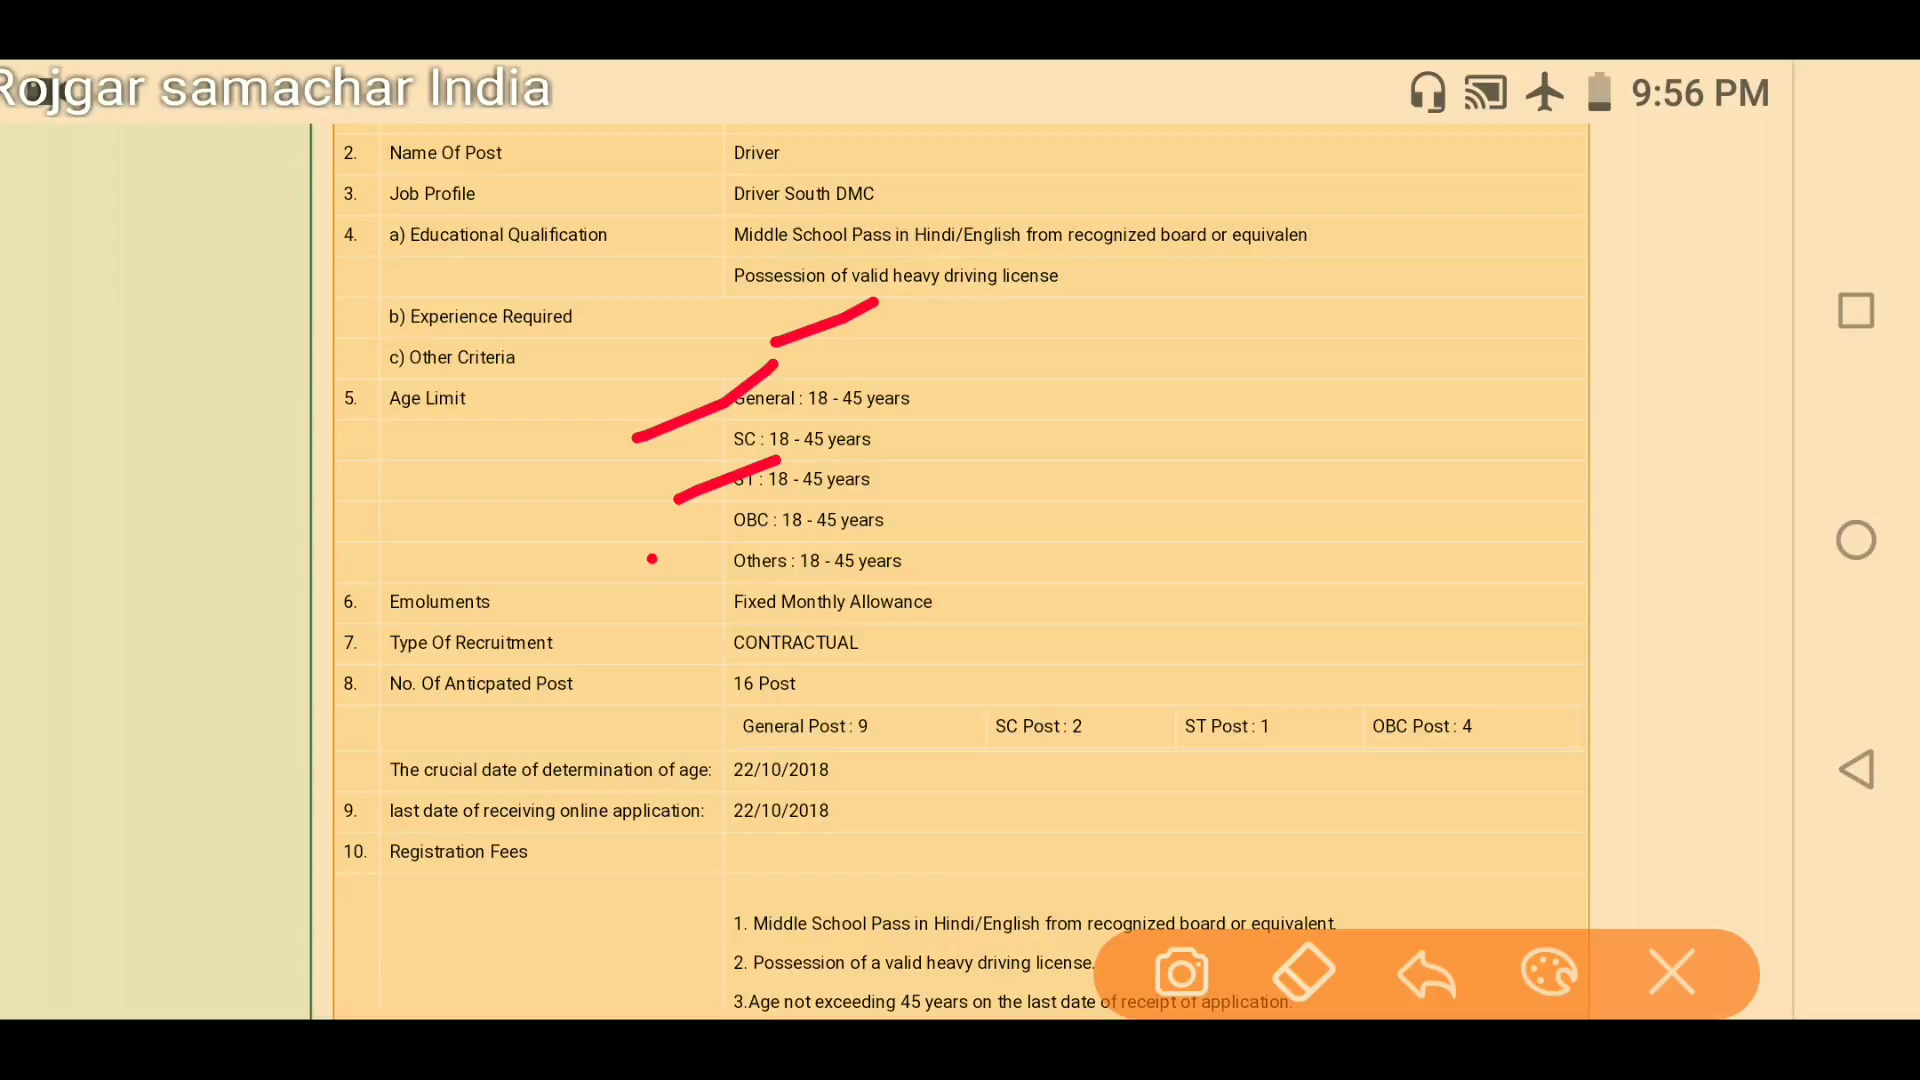 Rojgar samachar India
9:56 PM
2. Name Of Post Driver
3. Job Profile Driver South DMC
4. a) Educational Qualification Middle School Pass in Hindi/English from recognized board or equivalen
Possession of valid heavy driving license
b) Experience Required
c) Other Criteria
5. Age Limit General : 18 - 45 years
SC : 18 - 45 years
ST : 18 - 45 years
OBC : 18 - 45 years
Others : 18 - 45 years
6. Emoluments Fixed Monthly Allowance
7. Type Of Recruitment CONTRACTUAL
8. No. Of Anticpated Post 16 Post
General Post : 9 SC Post : 2 ST Post : 1 OBC Post : 4
The crucial date of determination of age: 22/10/2018
9. last date of receiving online application: 22/10/2018
10. Registration Fees
1. Middle School Pass in Hindi/English from recognized board or equivalent.
2. Possession of a valid heavy driving license.
3.Age not exceeding 45 years on the last date of receipt of application.